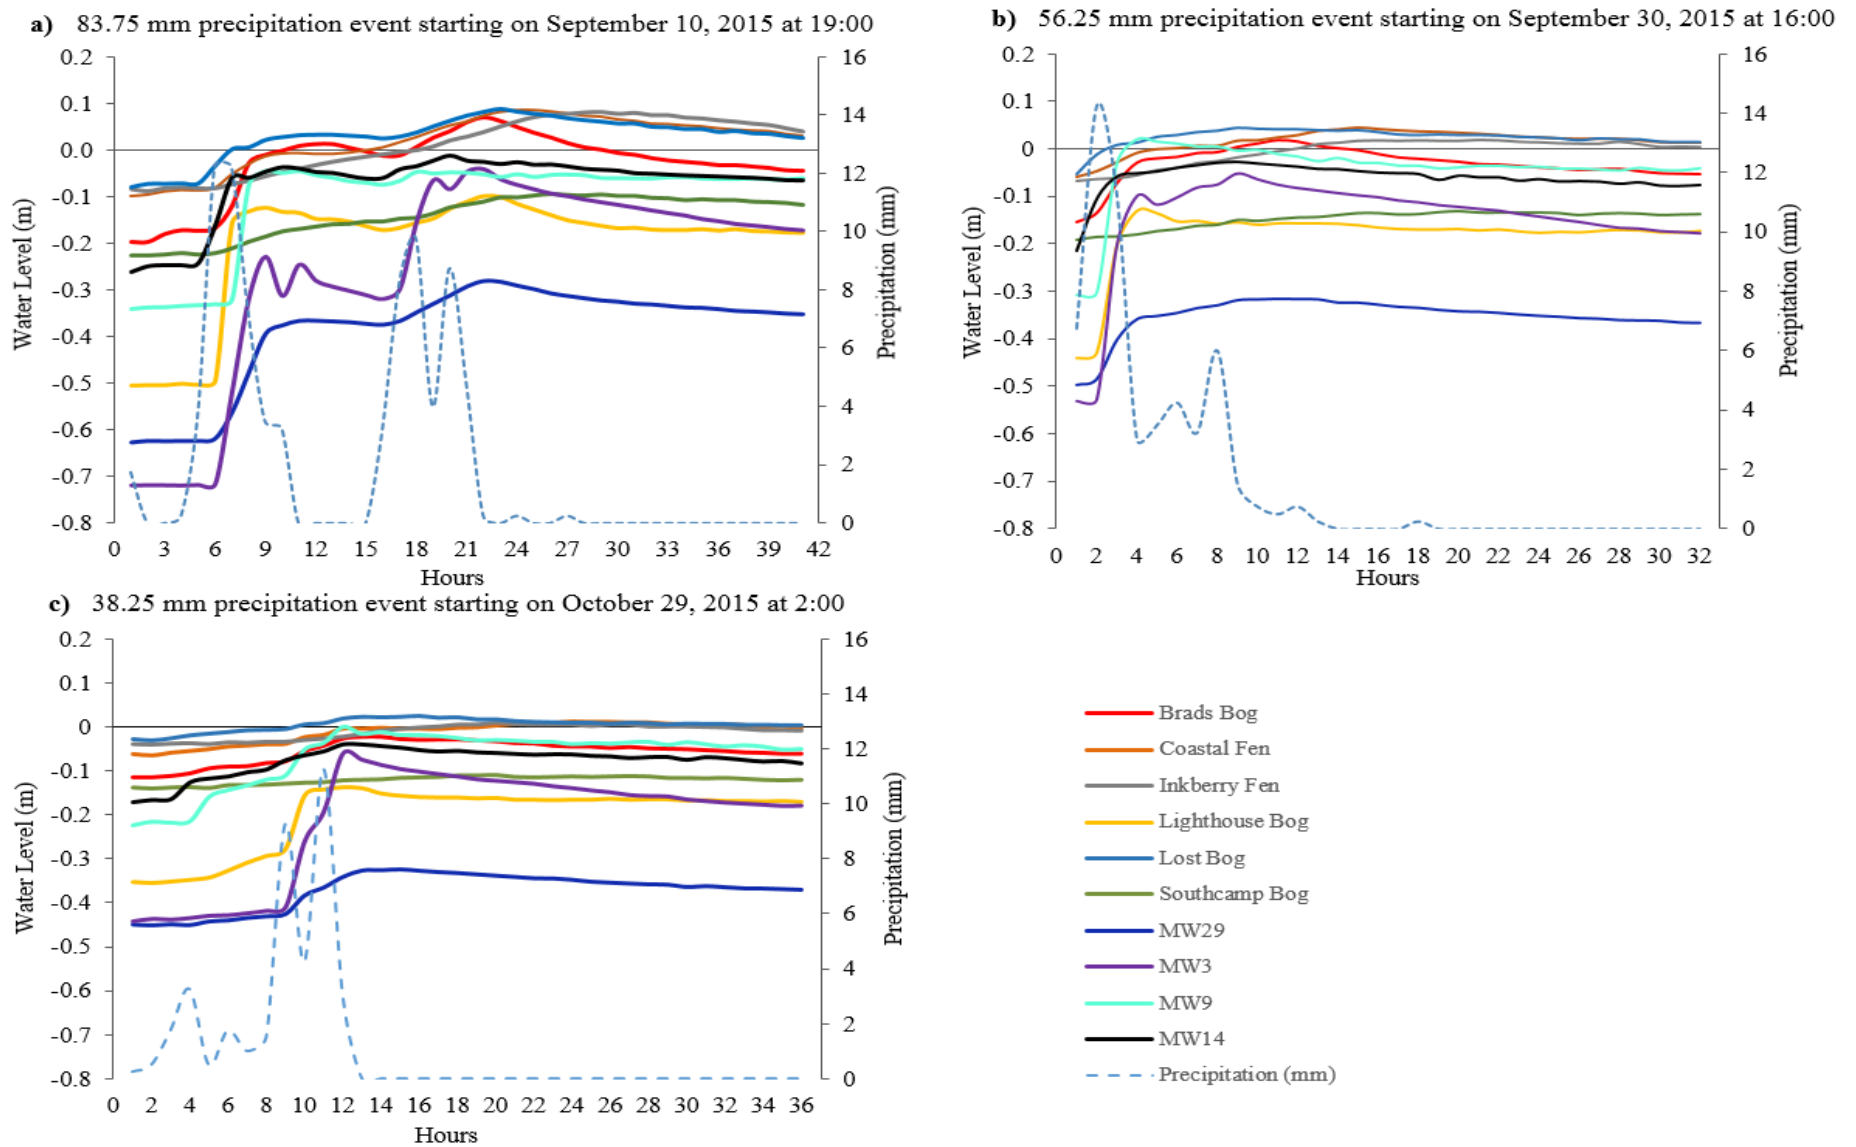 a) 83.75 mm precipitation event starting on September 10, 2015 at 19:00
0.2
0.1
0.0
-0.1
-0.2
-0.3
-0.4
-0.5
-0.6
-0.7
-0.8
Water Level (m)
16
14
12
10
8
6
4
2
0
Precipitation (mm)
0 3 6 9 12 15 18 21 24 27 30 33 36 39 42
Hours
b) 56.25 mm precipitation event starting on September 30, 2015 at 16:00
0.2
0.1
0
-0.1
-0.2
-0.3
-0.4
-0.5
-0.6
-0.7
-0.8
Water Level (m)
16
14
12
10
8
6
4
2
0
Precipitation (mm)
0 2 4 6 8 10 12 14 16 18 20 22 24 26 28 30 32
Hours
c) 38.25 mm precipitation event starting on October 29, 2015 at 2:00
0.2
0.1
0
-0.1
-0.2
-0.3
-0.4
-0.5
-0.6
-0.7
-0.8
Water Level (m)
16
14
12
10
8
6
4
2
0
Precipitation (mm)
0 2 4 6 8 10 12 14 16 18 20 22 24 26 28 30 32 34 36
Hours
Brads Bog
Coastal Fen
Inkberry Fen
Lighthouse Bog
Lost Bog
Southcamp Bog
MW29
MW3
MW9
MW14
Precipitation (mm)